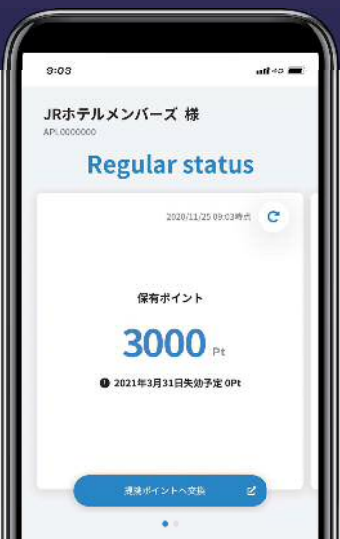 9:03
4G
JRホテルメンバーズ 様
APL0000000
Regular status
2020/11/25 09:03時点
保有ポイント
3000 Pt
2021年3月31日失効予定 0Pt
提携ポイントへ交換